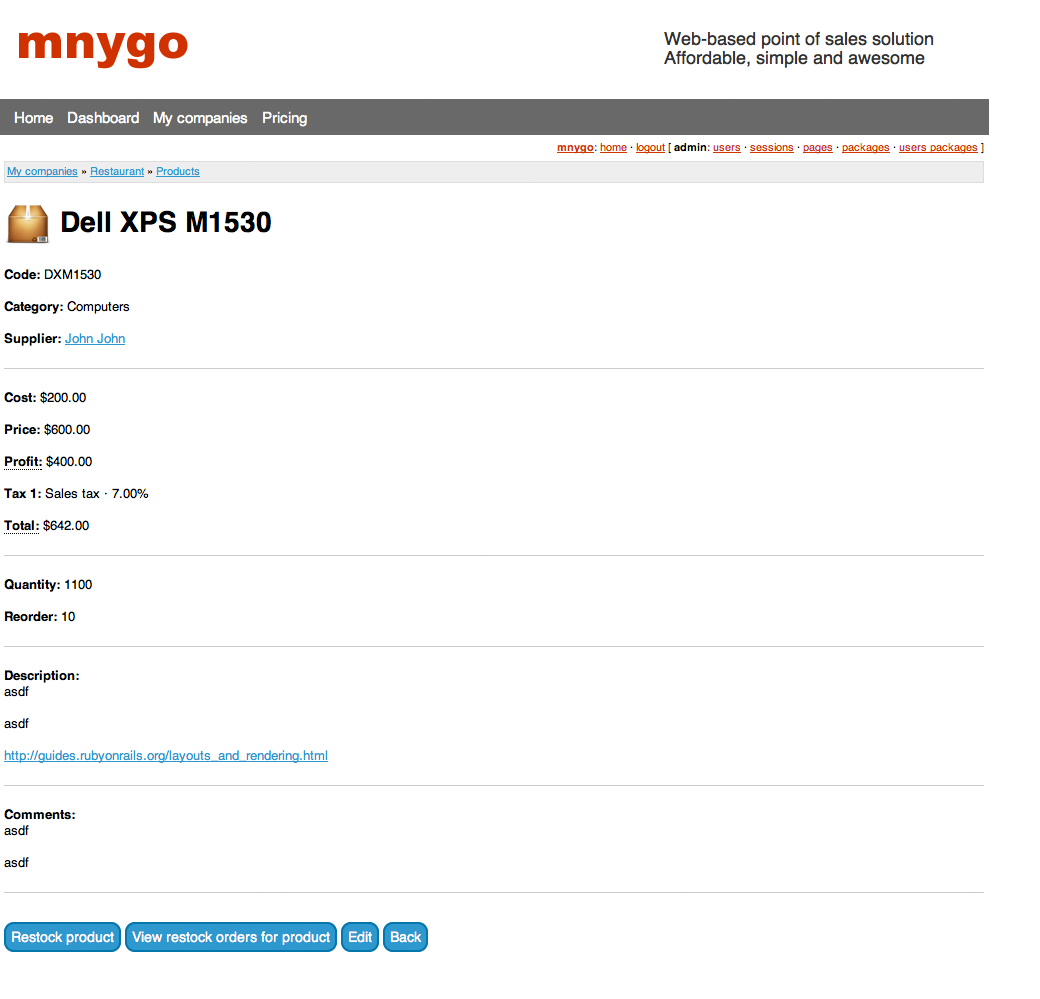 mnygo
Web-based point of sales solution
Affordable, simple and awesome
Home Dashboard My companies Pricing
mnygo: home · logout [ admin: users · sessions · pages · packages · users packages ]
My companies » Restaurant » Products
Dell XPS M1530
Code: DXM1530
Category: Computers
Supplier: John John
Cost: $200.00
Price: $600.00
Profit: $400.00
Tax 1: Sales tax · 7.00%
Total: $642.00
Quantity: 1100
Reorder: 10
Description:
asdf
asdf
http://guides.rubyonrails.org/layouts_and_rendering.html
Comments:
asdf
asdf
Restock product View restock orders for product Edit Back